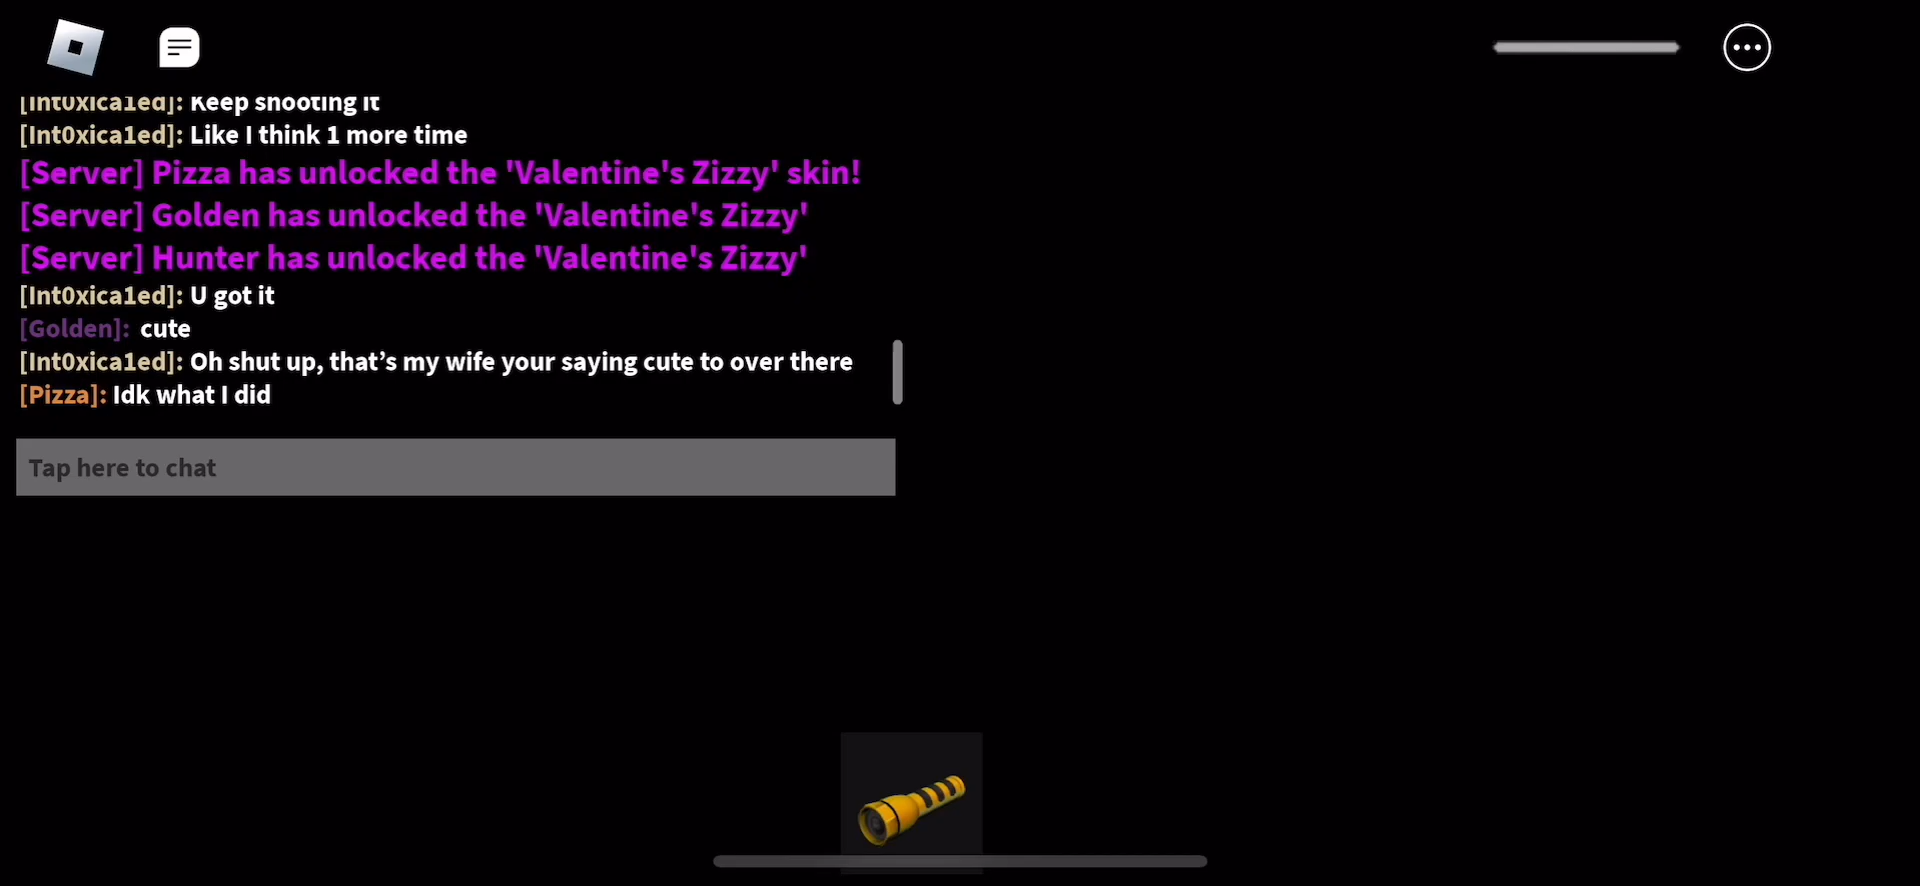 [Int0xica1ed]: Keep shooting it
[Int0xica1ed]: Like I think 1 more time
[Server] Pizza has unlocked the 'Valentine's Zizzy' skin!
[Server] Golden has unlocked the 'Valentine's Zizzy'
[Server] Hunter has unlocked the 'Valentine's Zizzy'
[Int0xica1ed]: U got it
[Golden]: cute
[Int0xica1ed]: Oh shut up, that’s my wife your saying cute to over there
[Pizza]: Idk what I did
Tap here to chat